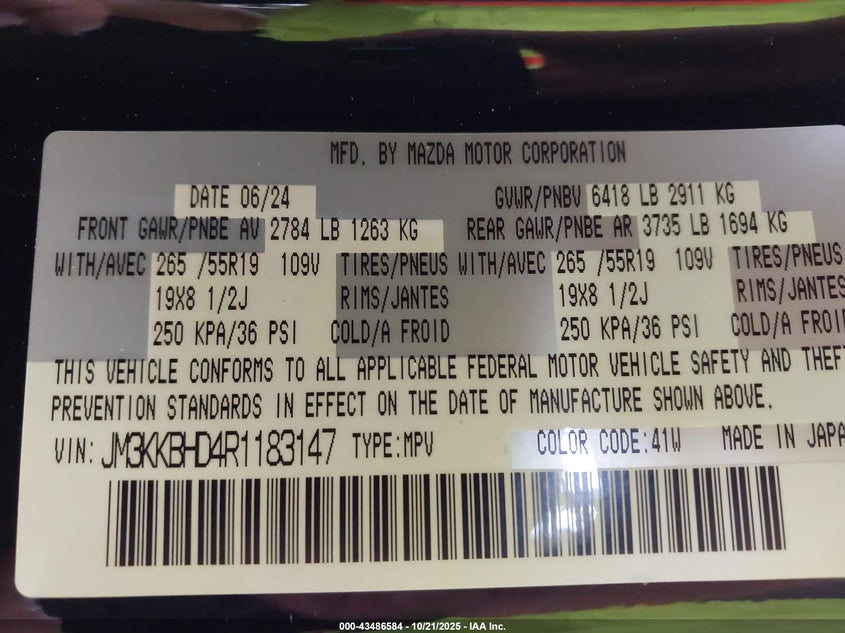 MFD. BY MAZDA MOTOR CORPORATION
DATE 06/24 GVWR/PNBV 6418 LB 2911 KG
FRONT GAWR/PNBE AV 2784 LB 1263 KG REAR GAWR/PNBE AR 3735 LB 1694 KG
WITH/AVEC 265 /55R19 109V TIRES/PNEUS WITH/AVEC 265 /55R19 109V TIRES/PNEUS
19X8 1/2J RIMS/JANTES 19X8 1/2J RIMS/JANTES
250 KPA/36 PSI COLD/A FROID 250 KPA/36 PSI COLD/A FROI
THIS VEHICLE CONFORMS TO ALL APPLICABLE FEDERAL MOTOR VEHICLE SAFETY AND THEFT
PREVENTION STANDARDS IN EFFECT ON THE DATE OF MANUFACTURE SHOWN ABOVE.
VIN: JM3KKBHD4R1183147 TYPE:MPV COLOR CODE:41W MADE IN JAPA
000-43486584 - 10/21/2025 - IAA Inc.